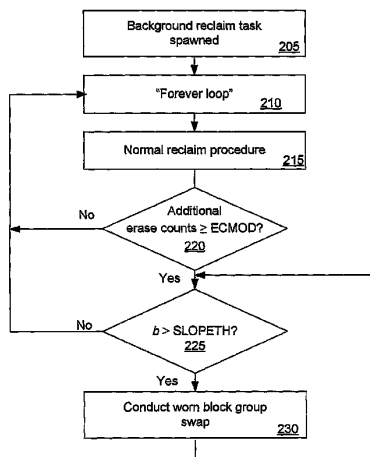 Background reclaim task
spawned
205
"Forever loop"
210
Normal reclaim procedure
215
No
Additional
erase counts ≥ ECMOD?
220
Yes
No
b > SLOPETH?
225
Yes
Conduct worn block group
swap
230